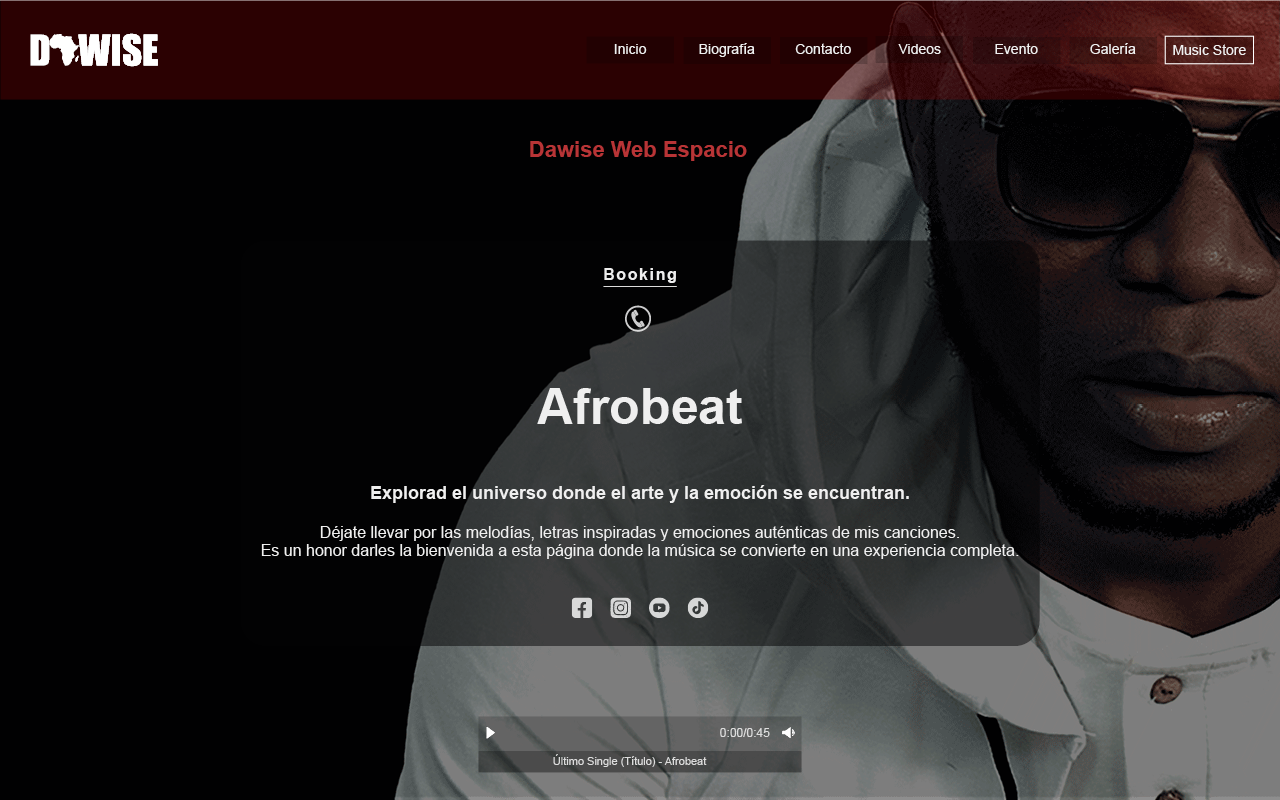 DAWISE
Inicio
Biografía
Contacto
Videos
Evento
Galería
Music Store
Dawise Web Espacio
Booking
Afrobeat
Explorad el universo donde el arte y la emoción se encuentran.
Déjate llevar por las melodías, letras inspiradas y emociones auténticas de mis canciones.
Es un honor darles la bienvenida a esta página donde la música se convierte en una experiencia completa.
0:00/0:45
Último Single (Título) - Afrobeat